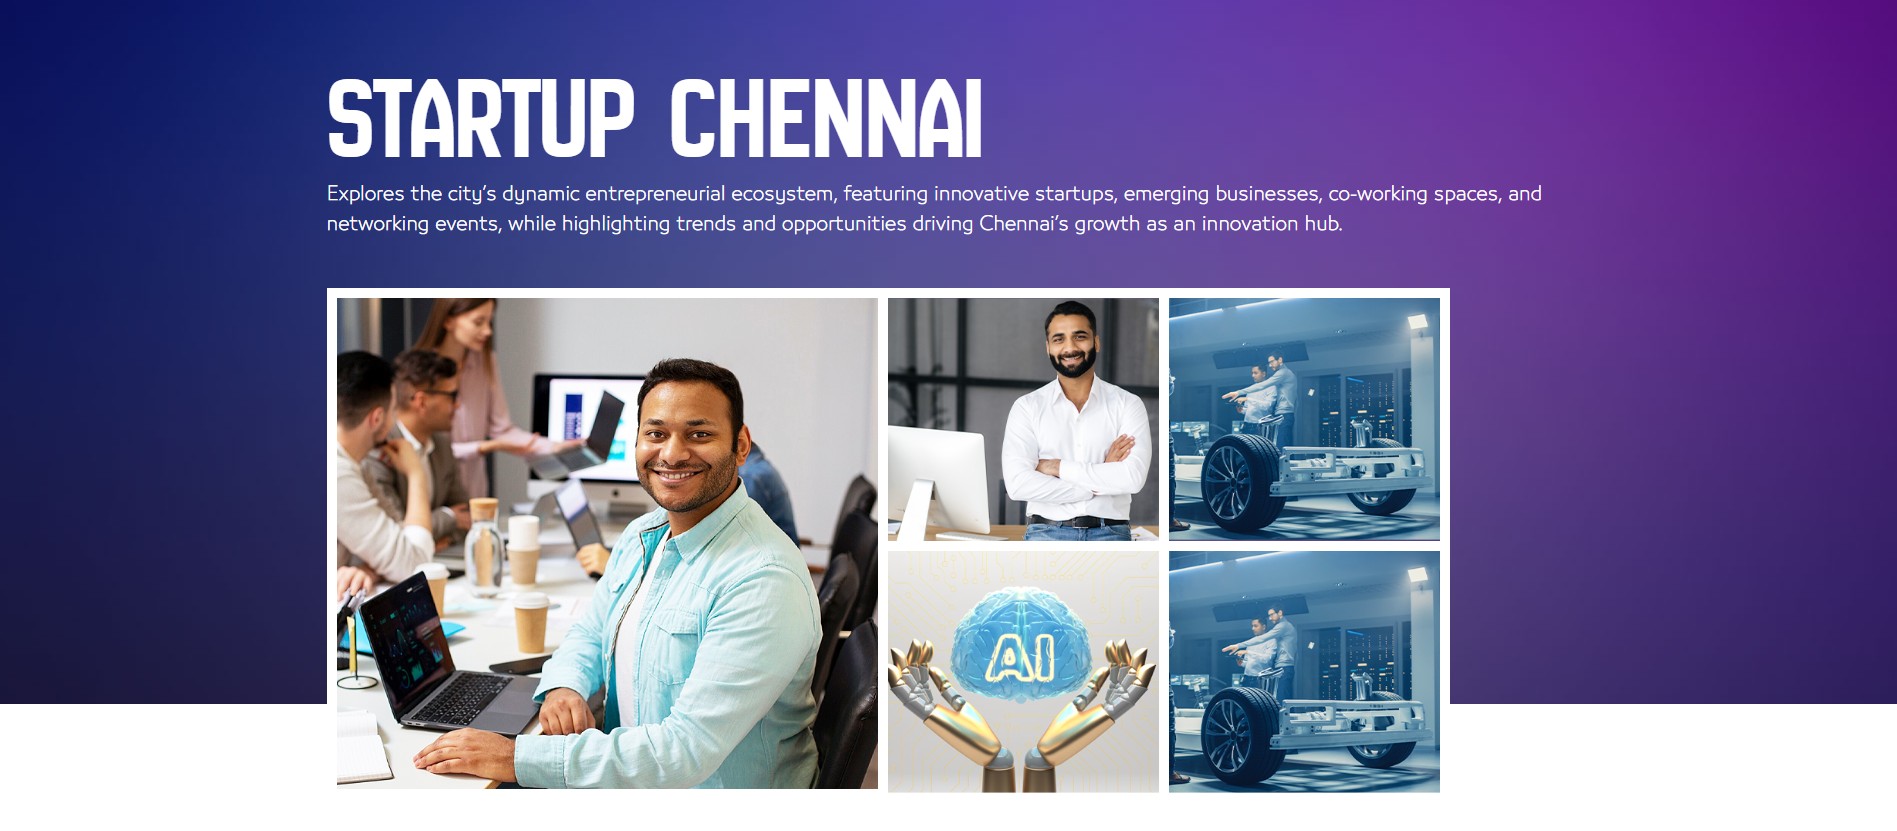 STARTUP CHENNAI
Explores the city's dynamic entrepreneurial ecosystem, featuring innovative startups, emerging businesses, co-working spaces, and
networking events, while highlighting trends and opportunities driving Chennai's growth as an innovation hub.
AI